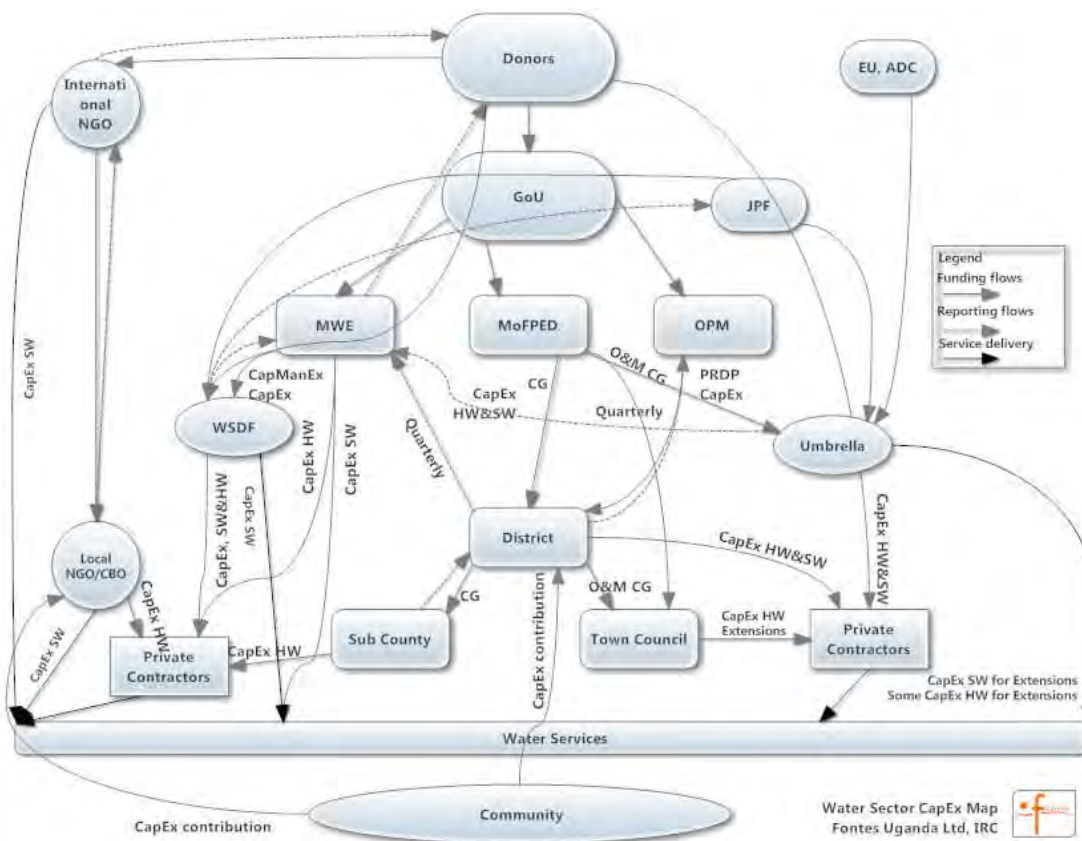 Donors
EU, ADC
Internati
onal
NGO
GoU
JPF
Legend
Funding flows
Reporting flows
Service delivery
MWE
MoFPED
OPM
CapEx SW
CapManEx
CapEx
CG
CapEx
HW&SW
O&M CG
PRDP
CapEx
Quarterly
WSDF
Umbrella
Quarterly
CapEx HW
CapEx SW
CapEx, SW&HW
CapEx SW
District
CapEx HW&SW
CapEx HW&SW
Local
NGO/CBO
CapEx HW
CapEx SW
CG
O&M CG
CapEx contribution
Sub County
Town Council
CapEx HW
Extensions
Private
Contractors
Private
Contractors
CapEx HW
CapEx SW for Extensions
Some CapEx HW for Extensions
Water Services
Community
CapEx contribution
Water Sector CapEx Map
Fontes Uganda Ltd, IRC